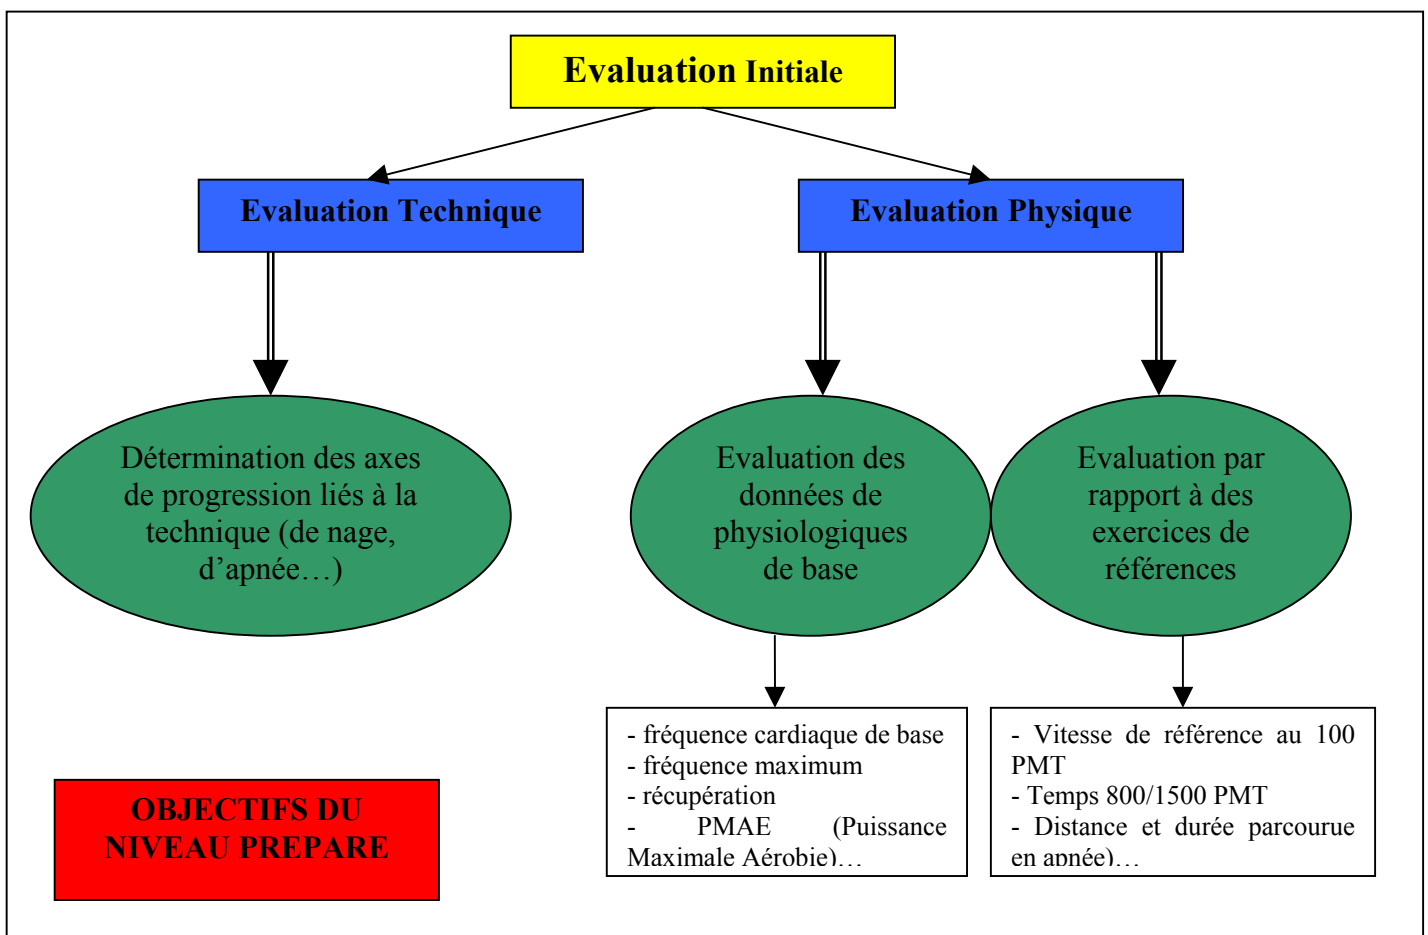 Evaluation Initiale
Evaluation Technique
Evaluation Physique
Détermination des axes
de progression liés à la
technique (de nage,
d’apnée…)
Evaluation des
données de
physiologiques
de base
Evaluation par
rapport à des
exercices de
références
- fréquence cardiaque de base
- fréquence maximum
- récupération
- PMAE (Puissance
Maximale Aérobie)…
- Vitesse de référence au 100
PMT
- Temps 800/1500 PMT
- Distance et durée parcourue
en apnée)…
OBJECTIFS DU
NIVEAU PREPARE